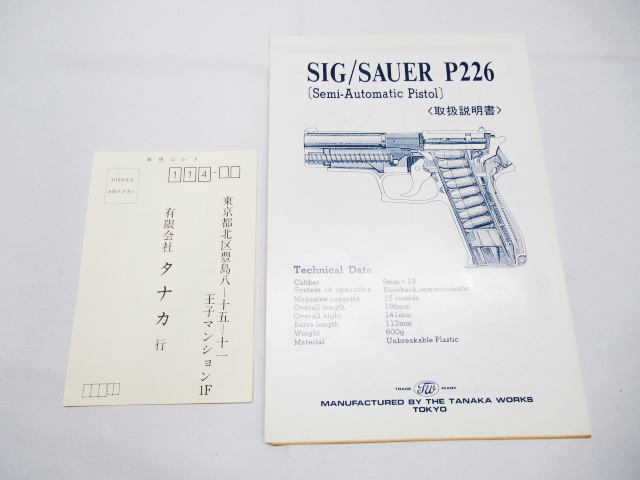 郵便はがき
114-
東京都北区豊島八ー十五ー十一
王子マンション1F
有限会社 タナカ 行
SIG/SAUER P226
[Semi-Automatic Pistol]
〈取扱説明書〉
Technical Data
Caliber 9mm×19
System of operation Blowback,semiautomatic
Magazine capacity 15 rounds
Overall length 196mm
Overall hight 141mm
Barra length 112mm
Weight 600g
Material Unbreakable Plastic
TRADE MARK
MANUFACTURED BY THE TANAKA WORKS
TOKYO